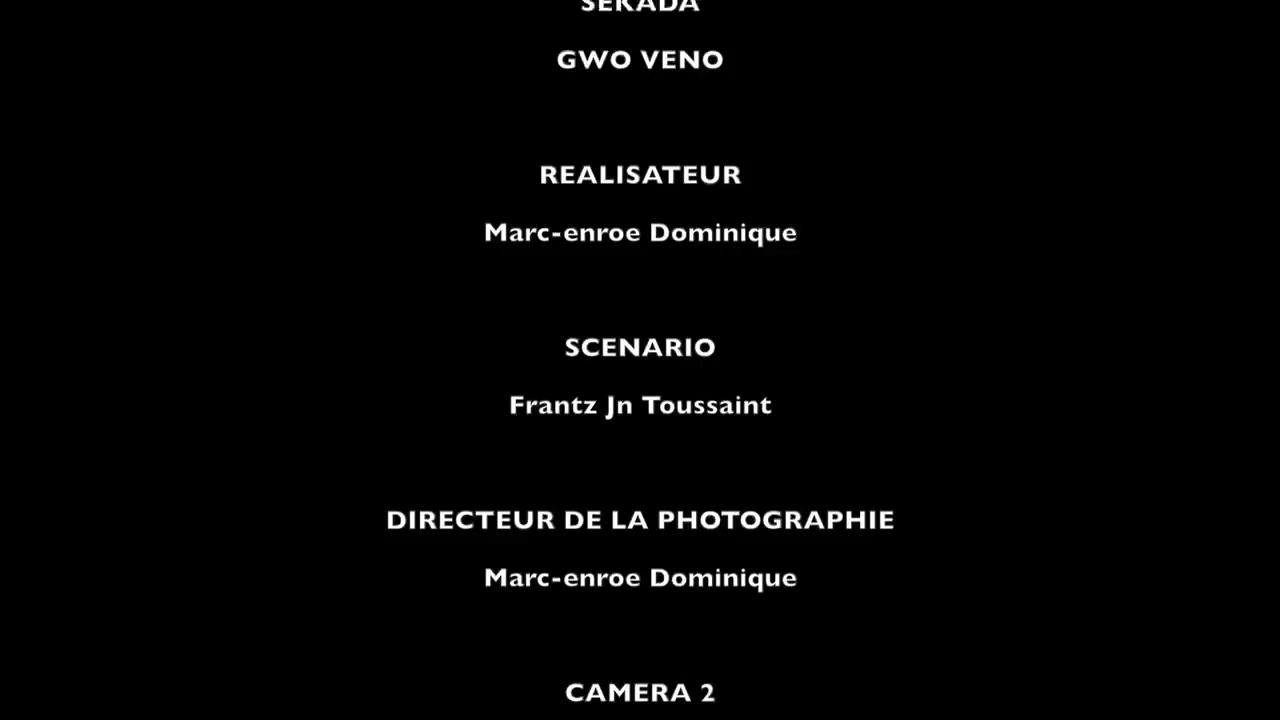 SEKADA
GWO VENO
REALISATEUR
Marc-enroe Dominique
SCENARIO
Frantz Jn Toussaint
DIRECTEUR DE LA PHOTOGRAPHIE
Marc-enroe Dominique
CAMERA 2